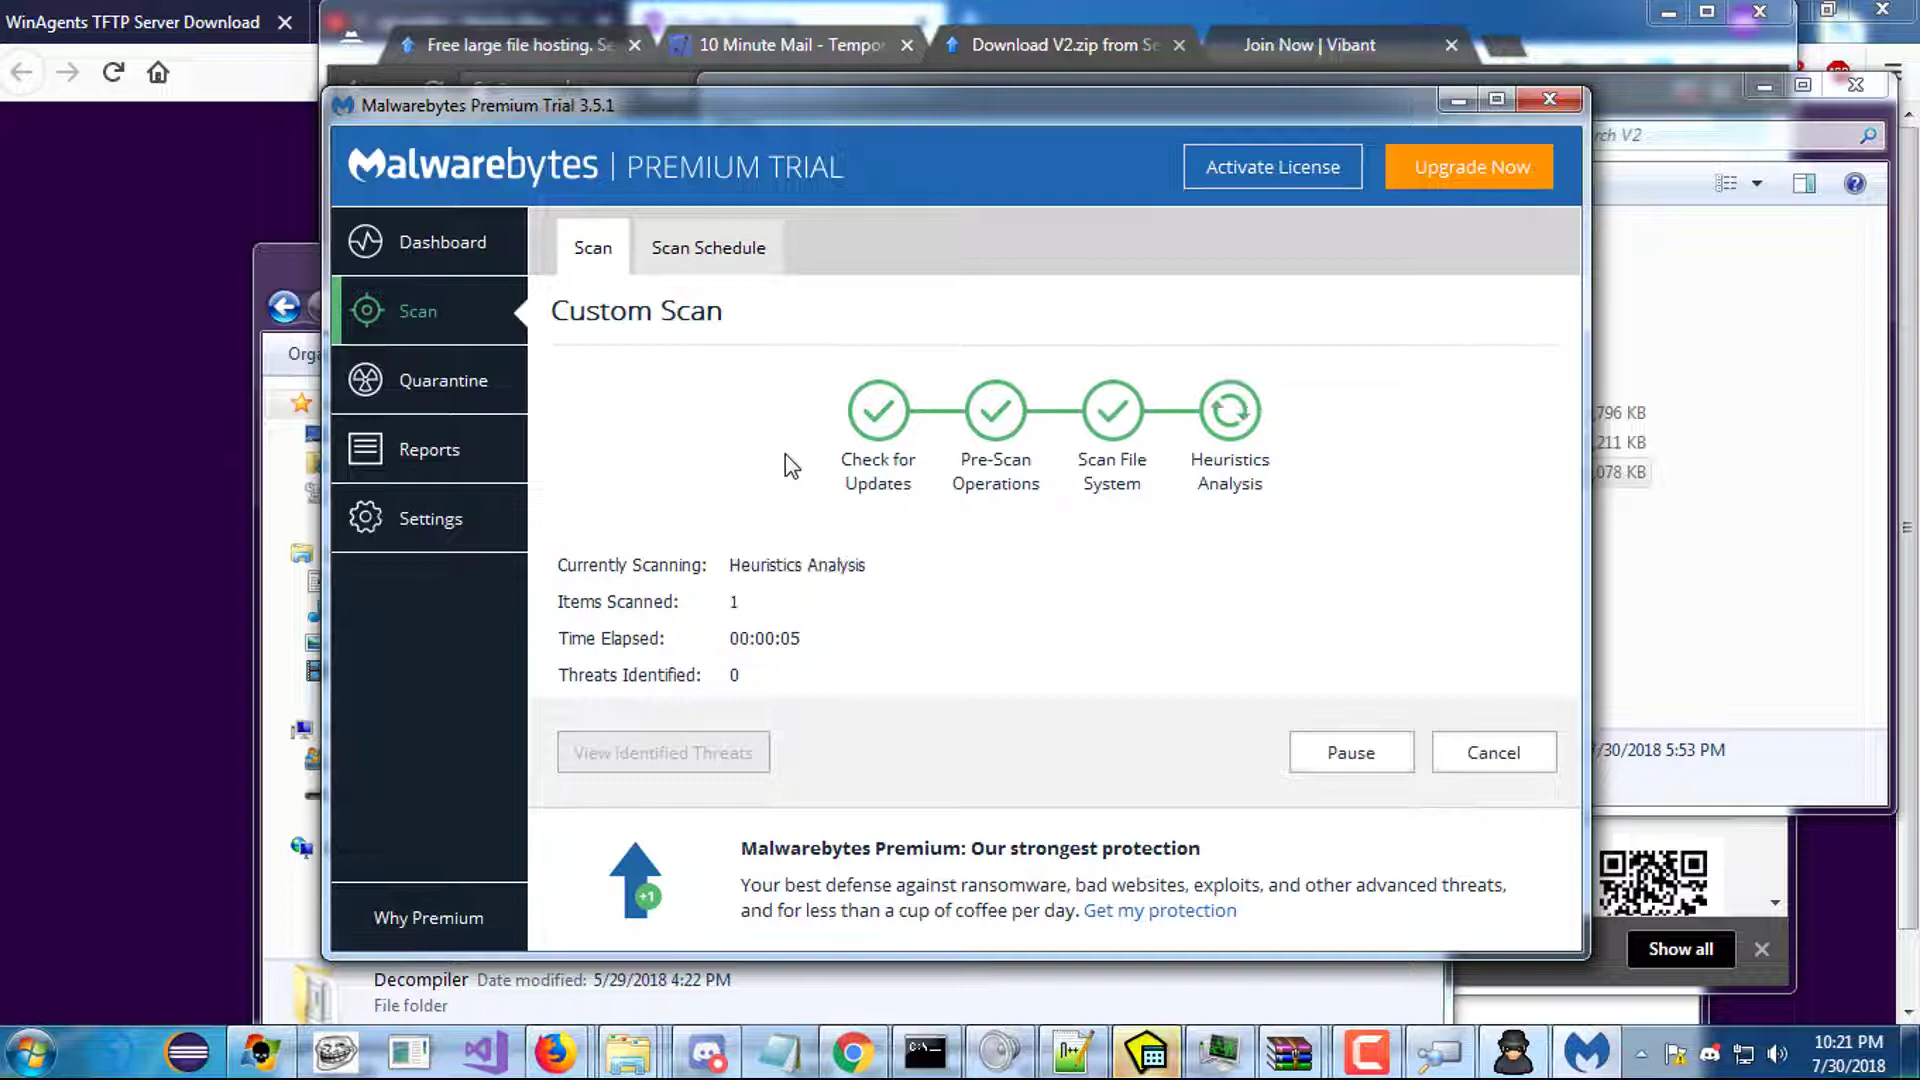 WinAgents TFTP Server Download
Free large file hosting. Se
10 Minute Mail - Tempor
Download V2.zip from Se
Join Now | Vibant
Malwarebytes Premium Trial 3.5.1
rch V2
Malwarebytes | PREMIUM TRIAL
Activate License
Upgrade Now
Dashboard
Scan
Quarantine
Reports
Settings
Why Premium
Scan
Scan Schedule
Orga
Custom Scan
Check for
Updates
Pre-Scan
Operations
Scan File
System
Heuristics
Analysis
,796 KB
,211 KB
,078 KB
Currently Scanning: Heuristics Analysis
Items Scanned: 1
Time Elapsed: 00:00:05
Threats Identified: 0
View Identified Threats
Pause
Cancel
/30/2018 5:53 PM
+1
Malwarebytes Premium: Our strongest protection
Your best defense against ransomware, bad websites, exploits, and other advanced threats,
and for less than a cup of coffee per day. Get my protection
Show all
Decompiler Date modified: 5/29/2018 4:22 PM
File folder
10:21 PM
7/30/2018